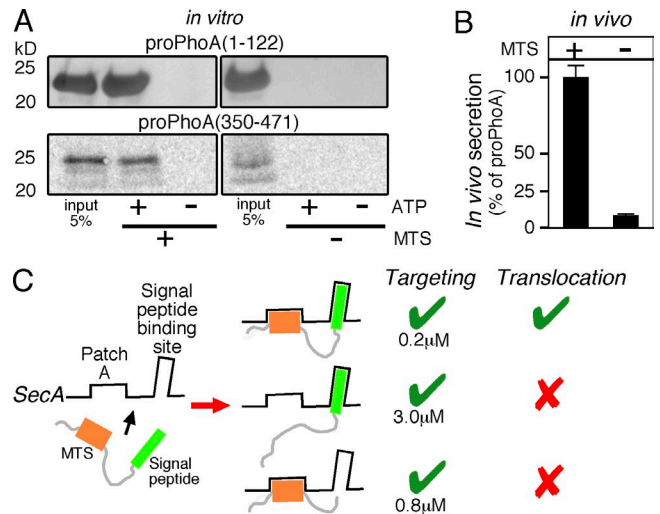 A
in vitro
proPhoA(1-122)
kD
25
20
proPhoA(350-471)
25
20
input 5%
+
−
input 5%
+
−
ATP
+
−
MTS
B
in vivo
MTS
+
−
In vivo secretion
(% of proPhoA)
100
50
25
0
C
Signal
peptide
binding
site
Patch
A
SecA
MTS
Signal
peptide
Targeting
Translocation
0.2μM
3.0μM
0.8μM